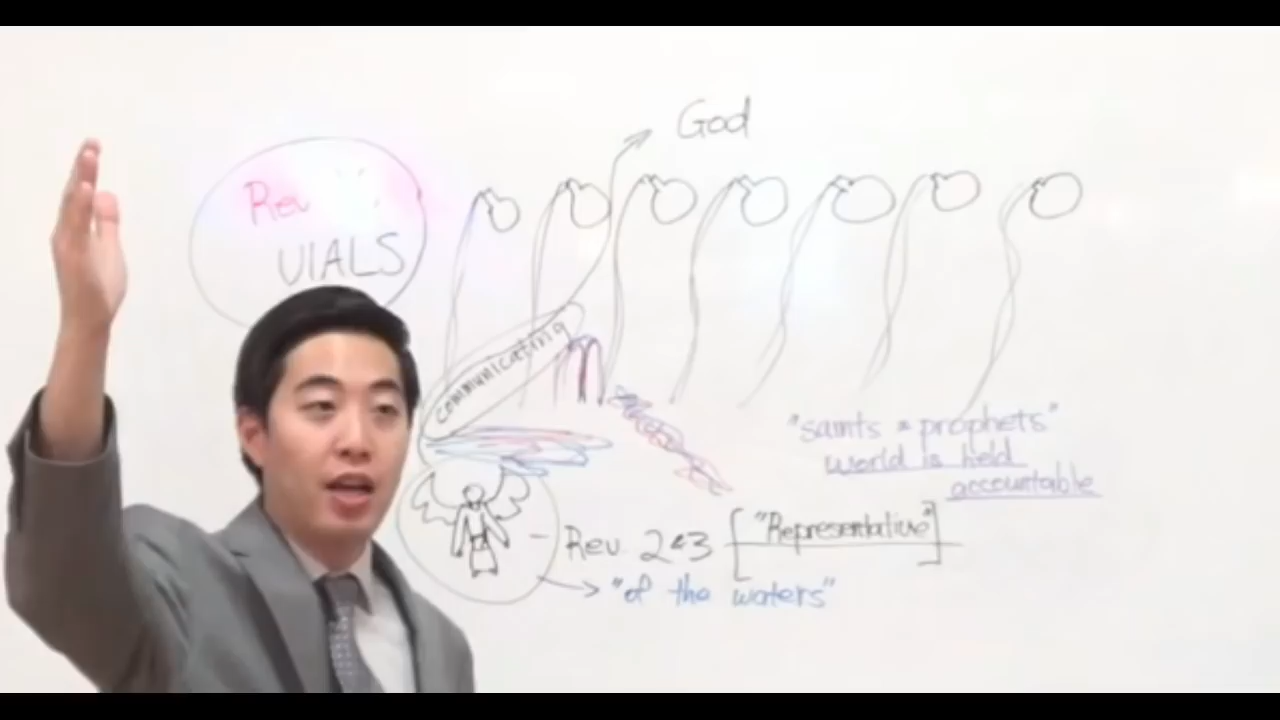 God
Rev
VIALS
communicating
"saints & prophets"
world is held
accountable
Rev. 2&3 ["Representative"]
"of the waters"